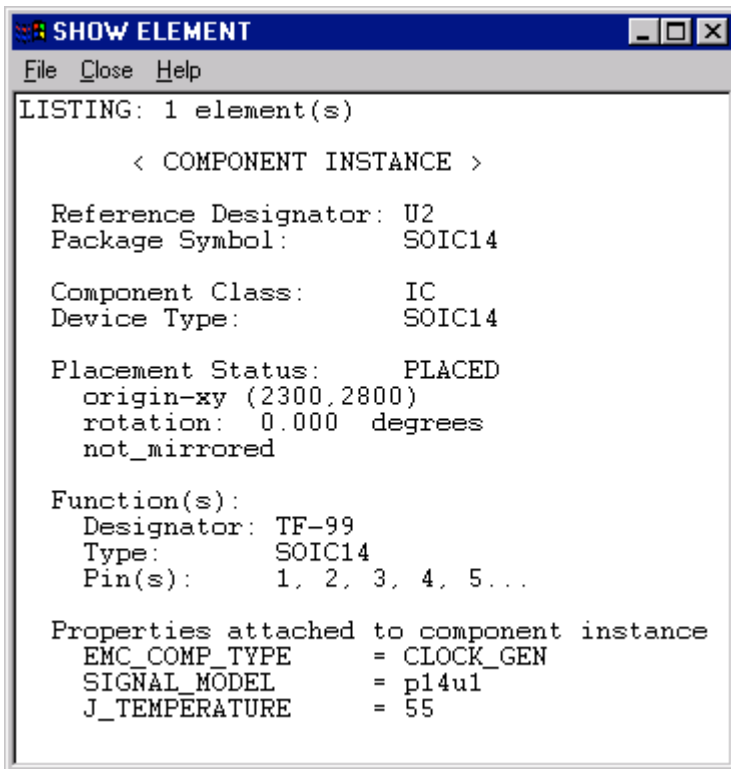 SHOW ELEMENT
File Close Help
LISTING: 1 element(s)
< COMPONENT INSTANCE >
Reference Designator: U2
Package Symbol: SOIC14
Component Class: IC
Device Type: SOIC14
Placement Status: PLACED
origin-xy (2300,2800)
rotation: 0.000 degrees
not_mirrored
Function(s):
Designator: TF-99
Type: SOIC14
Pin(s): 1, 2, 3, 4, 5...
Properties attached to component instance
EMC_COMP_TYPE = CLOCK_GEN
SIGNAL_MODEL = p14u1
J_TEMPERATURE = 55